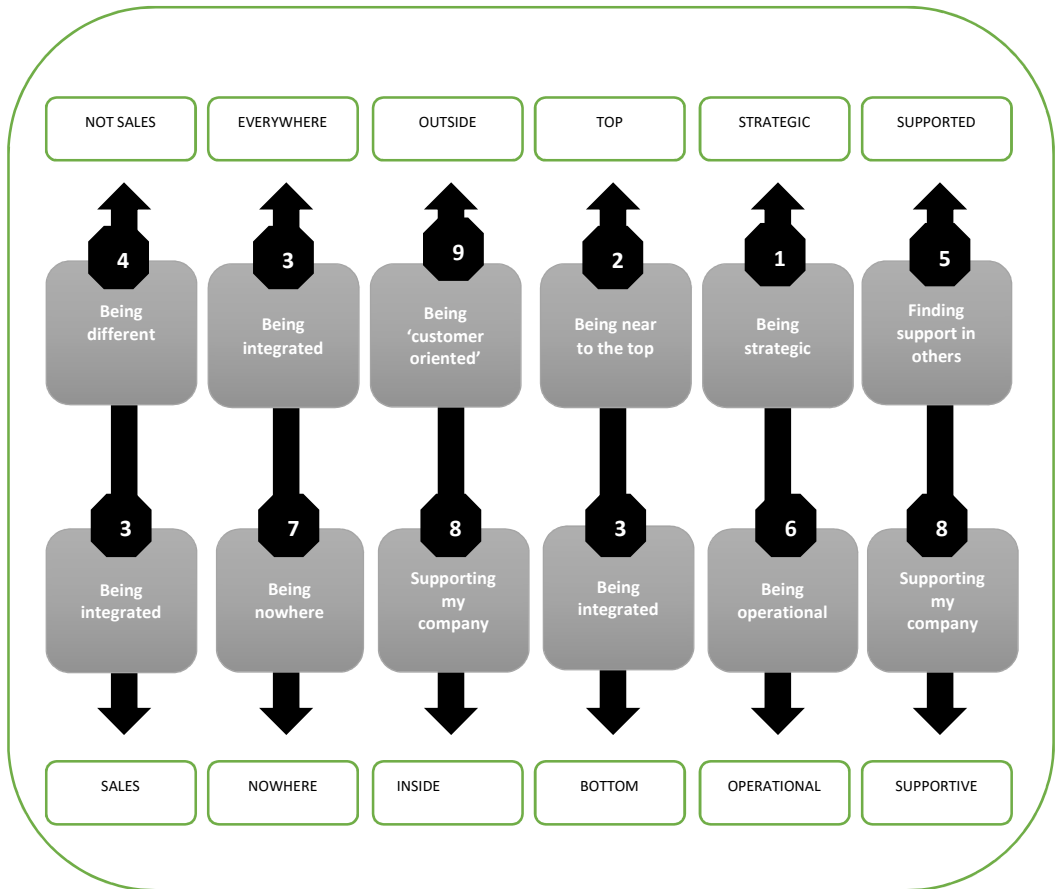 NOT SALES
EVERYWHERE
OUTSIDE
TOP
STRATEGIC
SUPPORTED
4
3
9
2
1
5
Being
different
Being
integrated
Being
‘customer
oriented’
Being near
to the top
Being
strategic
Finding
support in
others
3
7
8
3
6
8
Being
integrated
Being
nowhere
Supporting
my
company
Being
integrated
Being
operational
Supporting
my
company
SALES
NOWHERE
INSIDE
BOTTOM
OPERATIONAL
SUPPORTIVE